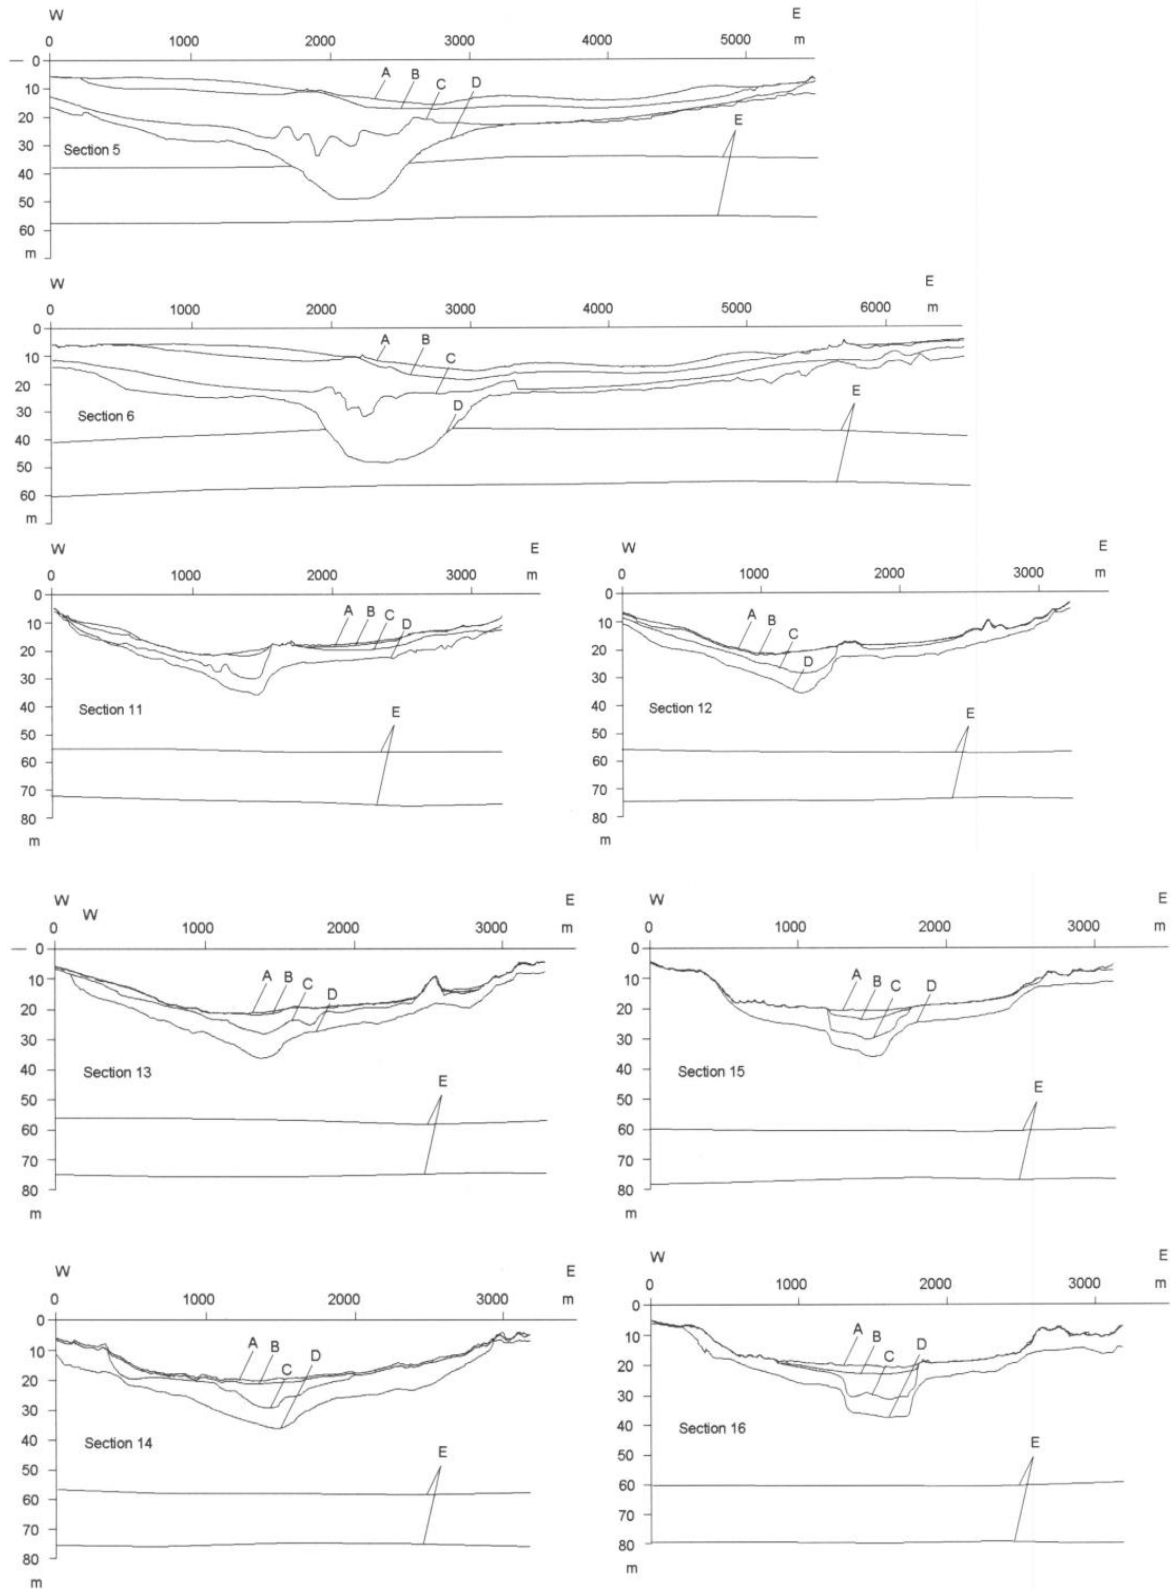 W E
0 1000 2000 3000 4000 5000 m
0
10 A B C D
20 E
30 Section 5
40
50
60
m
W E
0 1000 2000 3000 4000 5000 6000 m
0
10 A B C
20 E
30 Section 6 D
40
50
60
m
W E
0 1000 2000 3000 m
0
10 A B C D
20
30
40 Section 11 E
50
60
70
80
m
W E
0 1000 2000 3000 m
0
10 A B C
20 D
30
40 Section 12 E
50
60
70
80
m
W E
W
0 1000 2000 3000 m
0
10 A B C D
20
30
40 Section 13 E
50
60
70
80
m
W E
0 1000 2000 3000 m
0
10 A B C D
20
30
40 Section 15 E
50
60
70
80
m
W E
0 1000 2000 3000 m
0
10 A B C D
20
30
40 Section 14 E
50
60
70
80
m
W E
0 1000 2000 3000 m
0
10 A B C D
20
30
40 Section 16 E
50
60
70
80
m